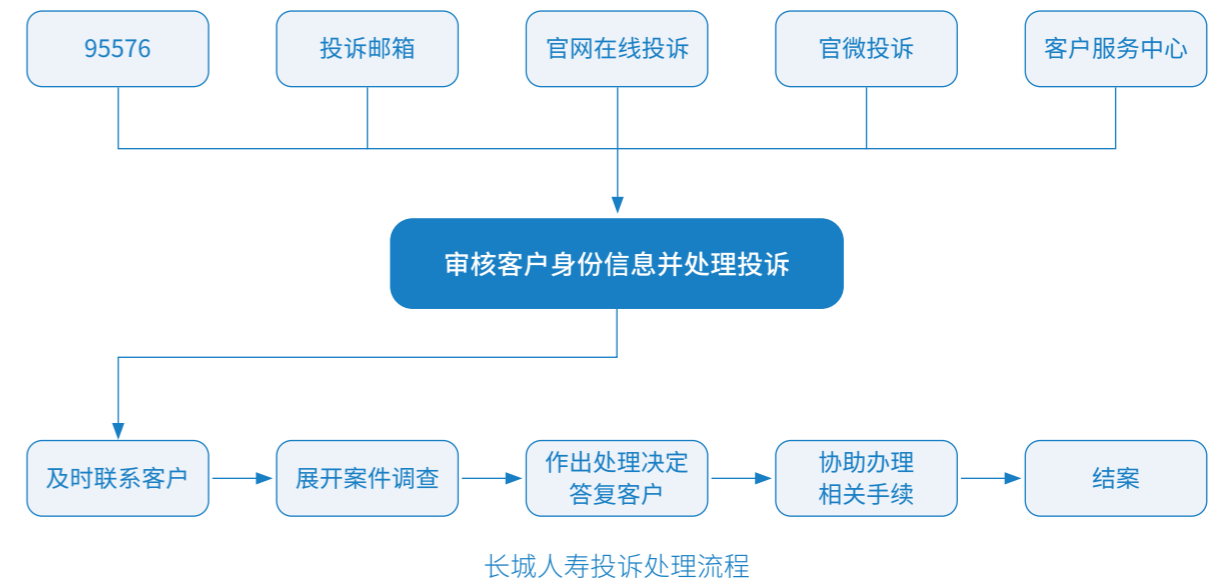 95576
投诉邮箱
官网在线投诉
官微投诉
客户服务中心
审核客户身份信息并处理投诉
及时联系客户
展开案件调查
作出处理决定
答复客户
协助办理
相关手续
结案
长城人寿投诉处理流程